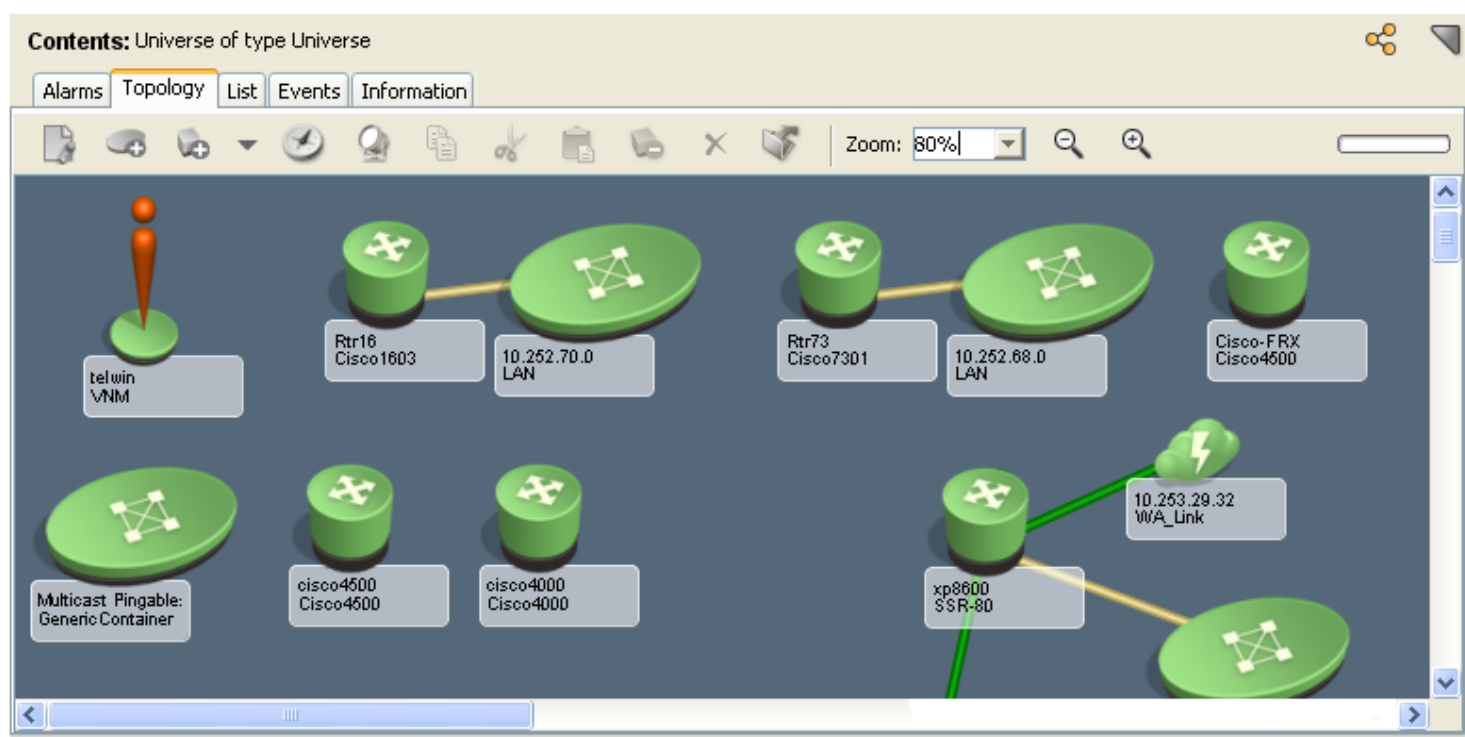 Contents: Universe of type Universe
Alarms Topology List Events Information
Zoom: 80%
telwin
VNM
Rtr16
Cisco1603
10.252.70.0
LAN
Rtr73
Cisco7301
10.252.68.0
LAN
Cisco-FRX
Cisco4500
Multicast Pingable:
Generic Container
cisco4500
Cisco4500
cisco4000
Cisco4000
10.253.29.32
WA_Link
xp8600
SSR-80